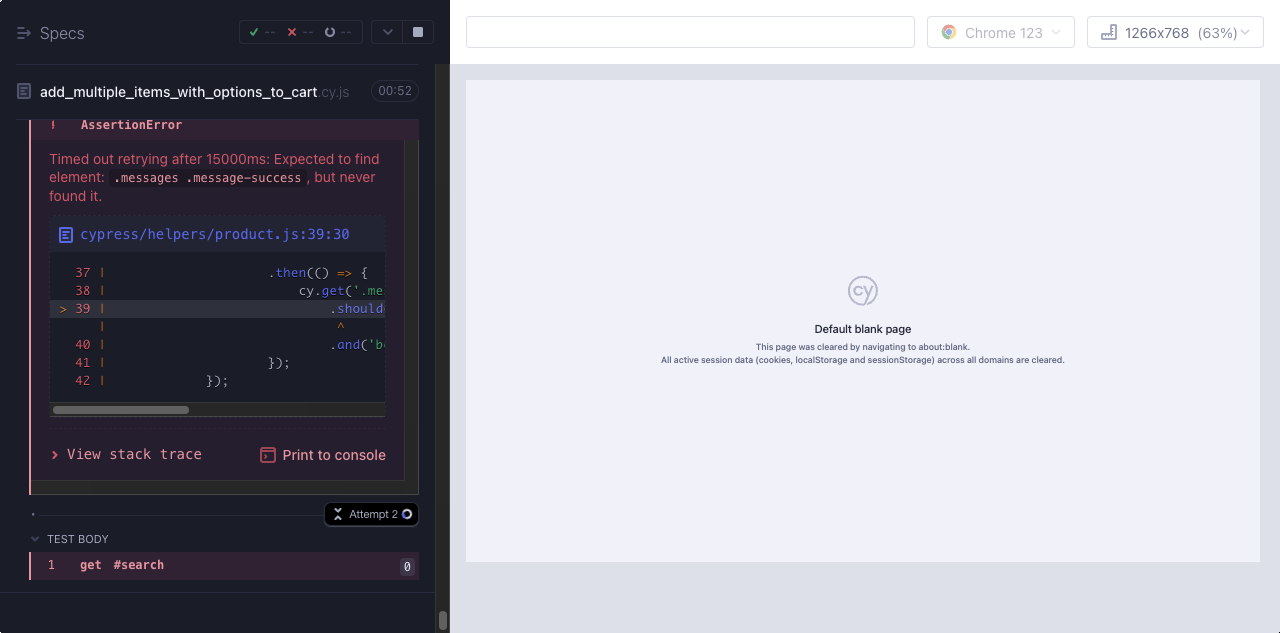 Specs
-- -- --
Chrome 123
1266x768 (63%)
add_multiple_items_with_options_to_cart.cy.js
00:52
! AssertionError
Timed out retrying after 15000ms: Expected to find
element: .messages .message-success, but never
found it.
cypress/helpers/product.js:39:30
37 | .then(() => {
38 | cy.get('.me
> 39 | .should
| ^
40 | .and('b
41 | });
42 | });
> View stack trace
Print to console
Attempt 2
TEST BODY
1 get #search 0
cy
Default blank page
This page was cleared by navigating to about:blank.
All active session data (cookies, localStorage and sessionStorage) across all domains are cleared.